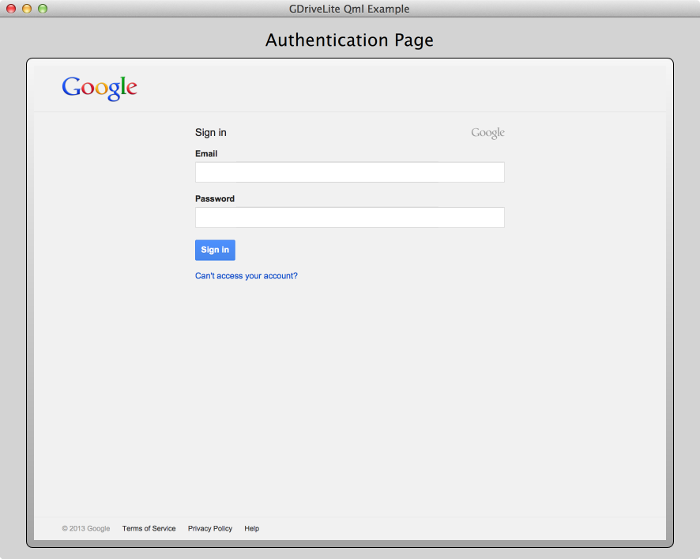 GDriveLite Qml Example
Authentication Page
Google
Sign in Google
Email
Password
Sign in
Can't access your account?
© 2013 Google Terms of Service Privacy Policy Help